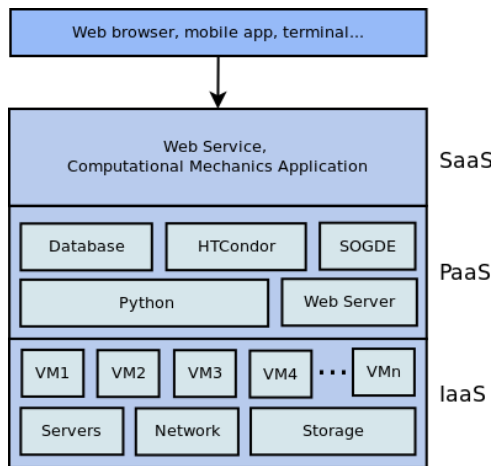 Web browser, mobile app, terminal...
Web Service,
Computational Mechanics Application
SaaS
Database HTCondor SOGDE
PaaS
Python Web Server
VM1 VM2 VM3 VM4 ... VMn
IaaS
Servers Network Storage